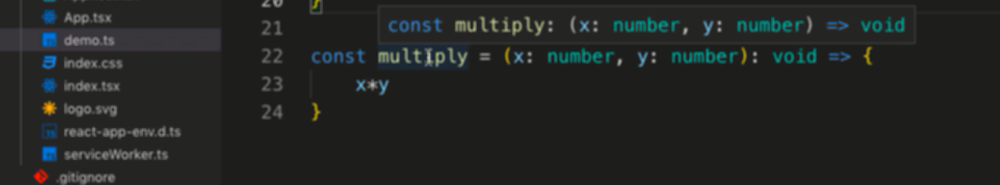 App.tsx
demo.ts
index.css
index.tsx
logo.svg
react-app-env.d.ts
serviceWorker.ts
.gitignore
20 }
21
const multiply: (x: number, y: number) => void
22 const multiply = (x: number, y: number): void => {
23 x*y
24 }